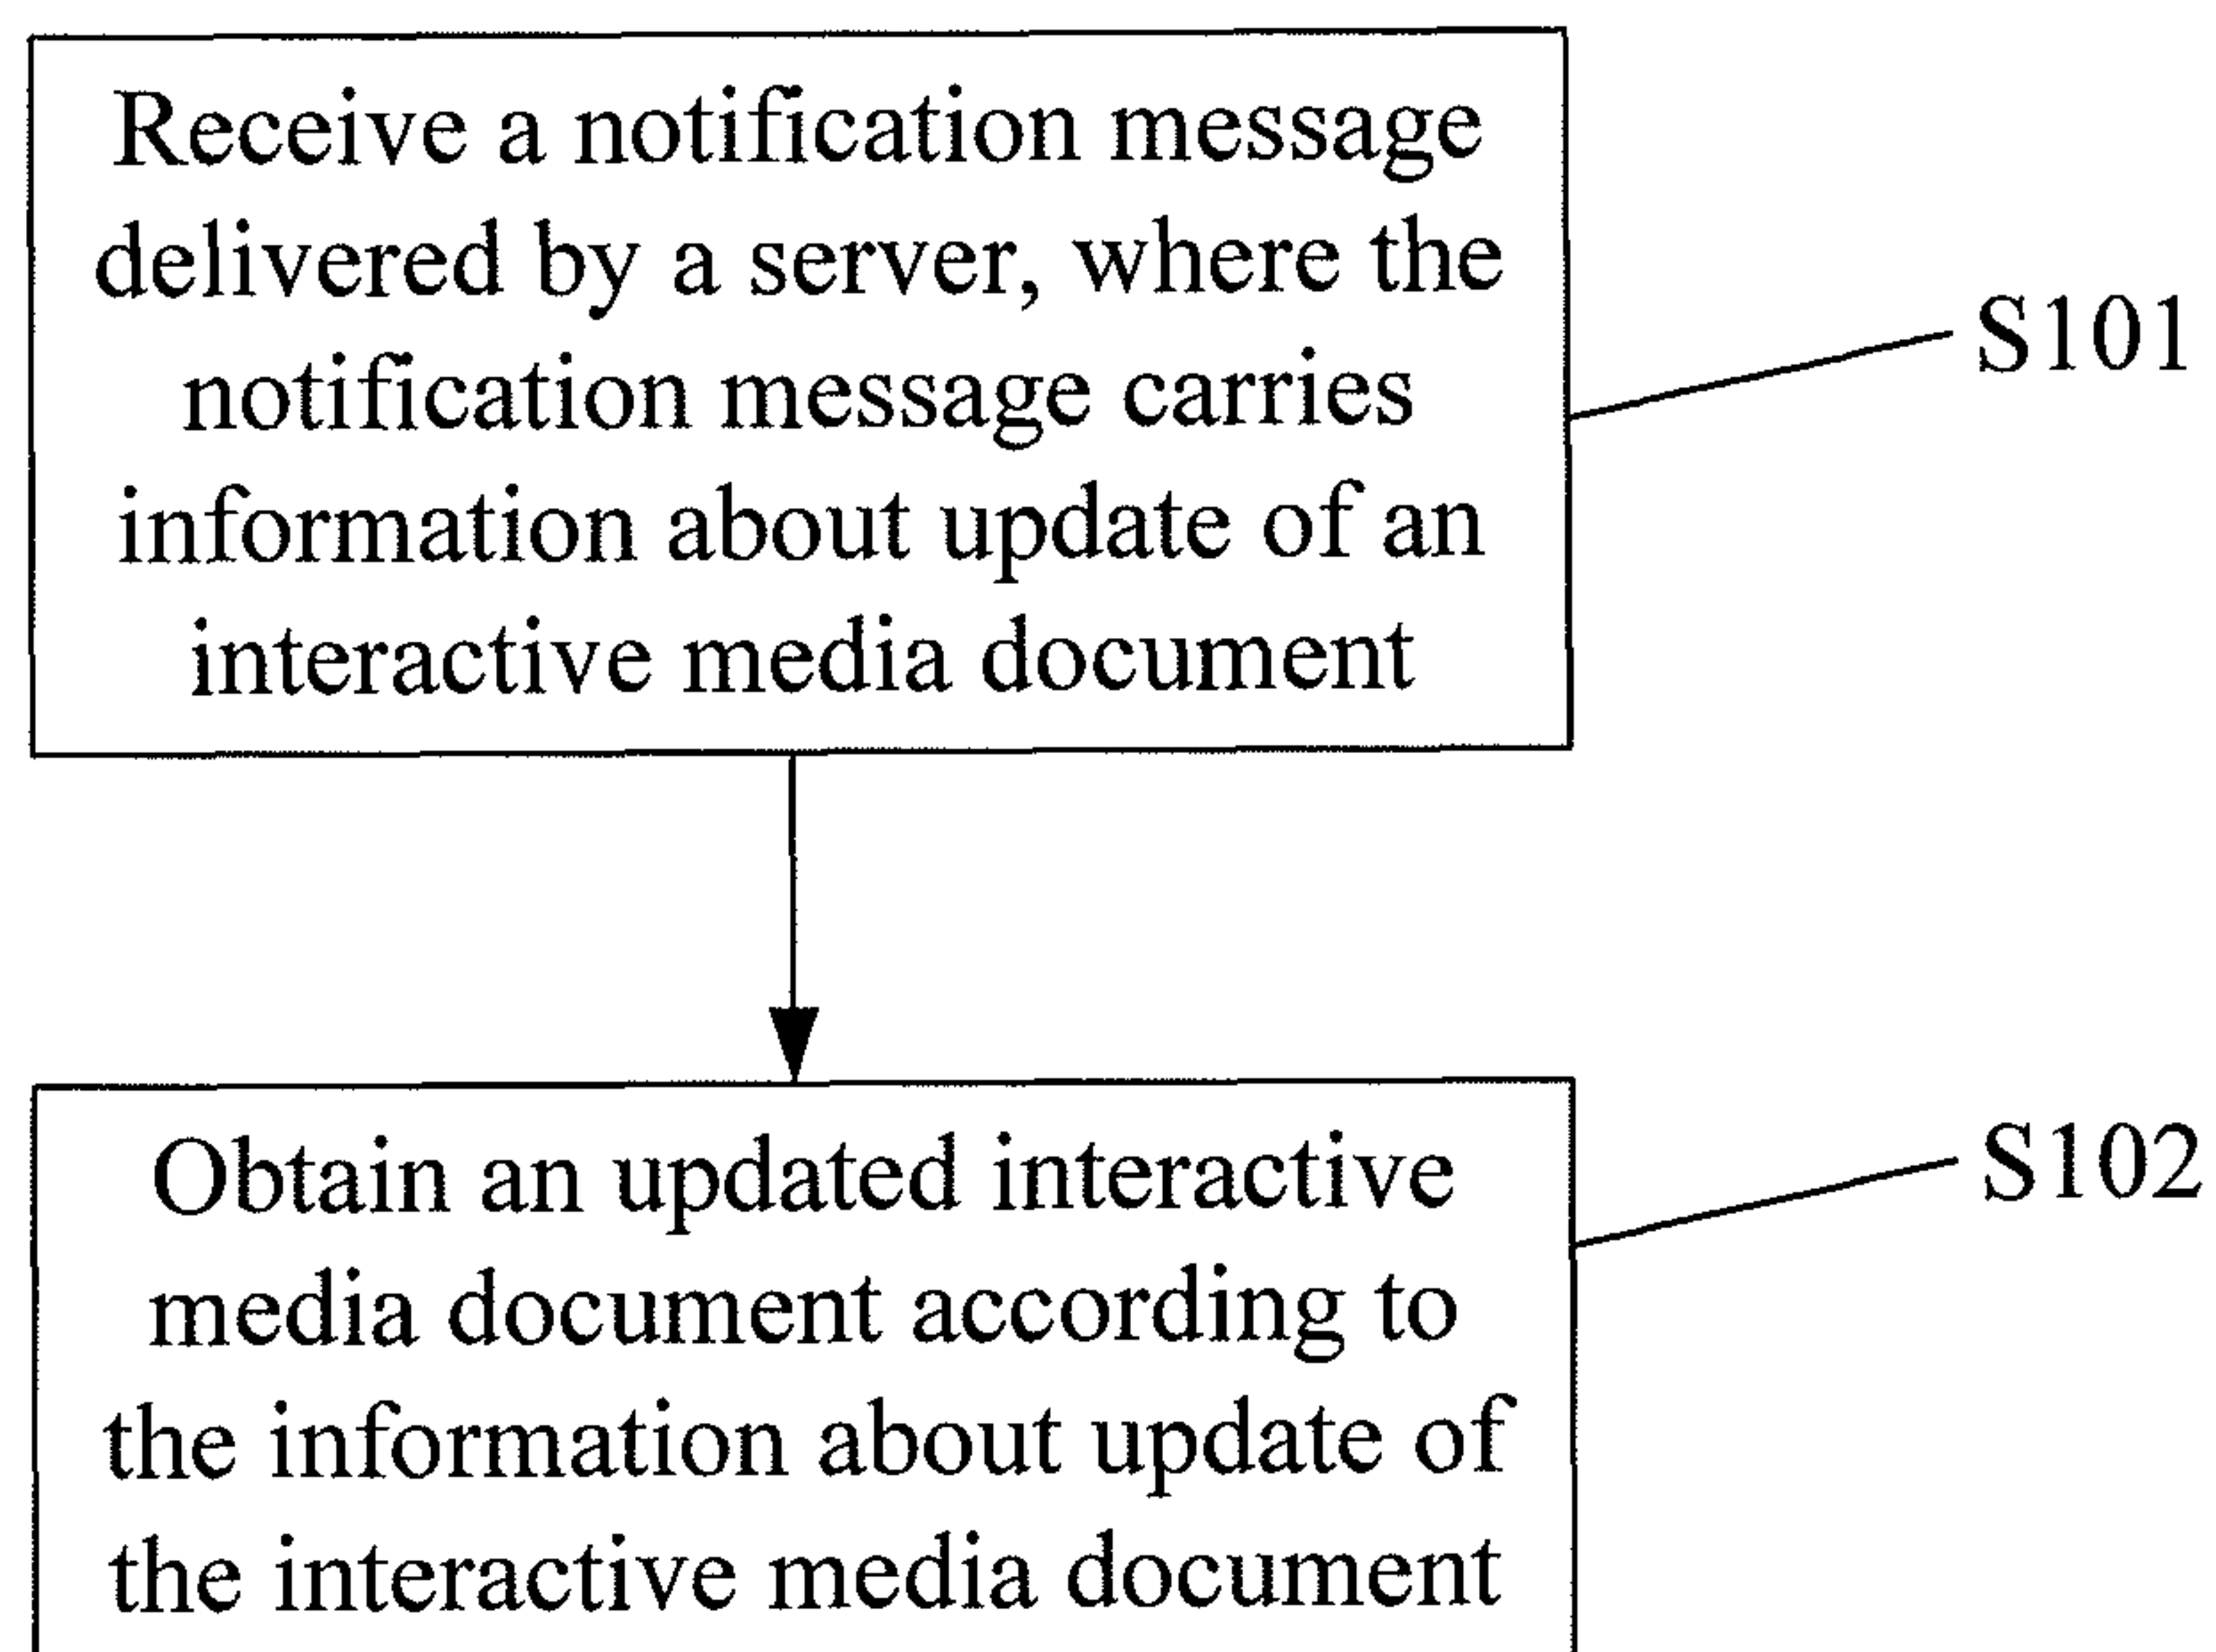 Receive a notification message
delivered by a server, where the
notification message carries
information about update of an
interactive media document
S101
Obtain an updated interactive
media document according to
the information about update of
the interactive media document
S102